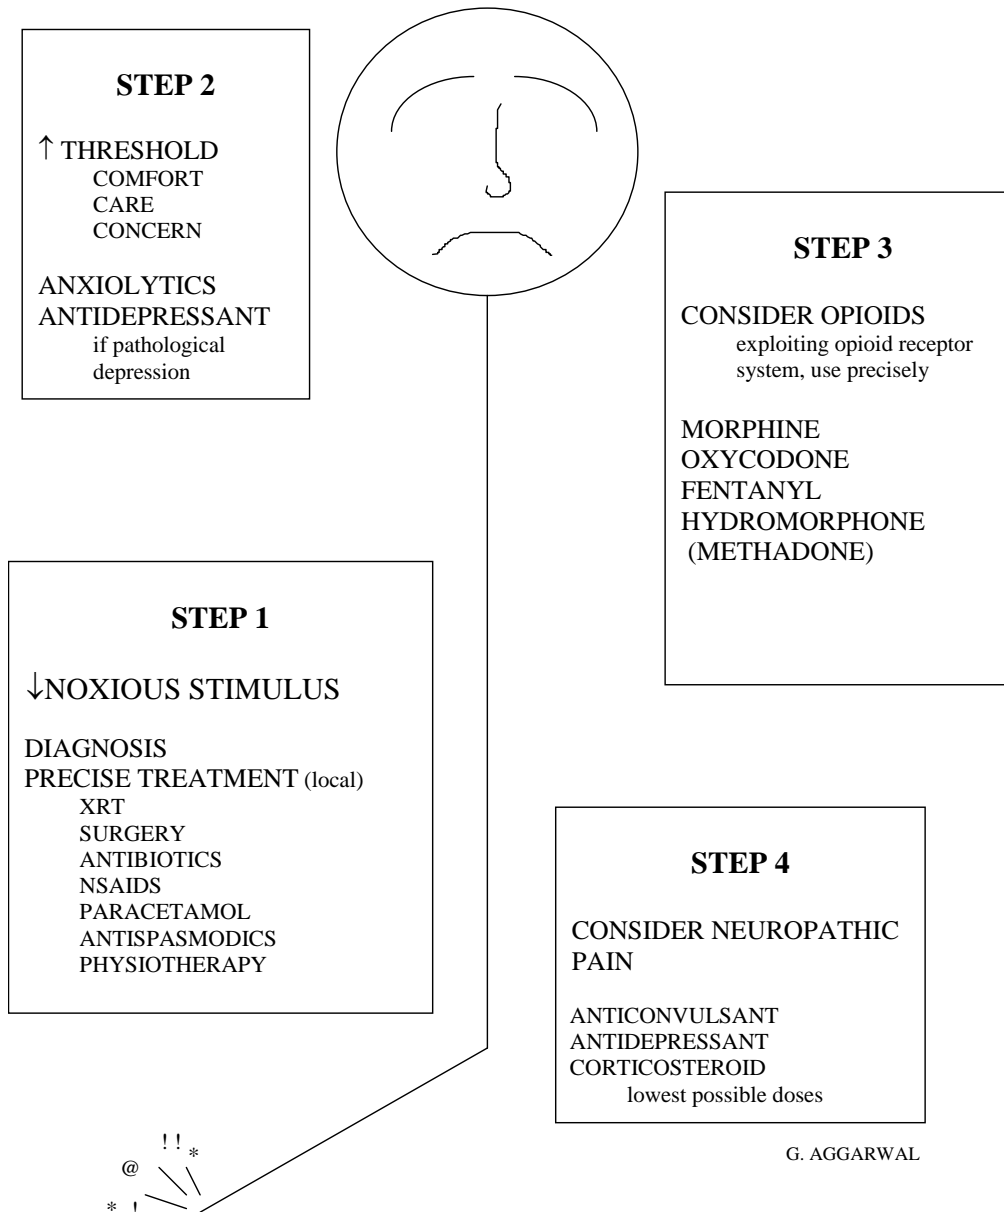 STEP 2
↑ THRESHOLD
COMFORT
CARE
CONCERN
ANXIOLYTICS
ANTIDEPRESSANT
if pathological
depression
STEP 3
CONSIDER OPIOIDS
exploiting opioid receptor
system, use precisely
MORPHINE
OXYCODONE
FENTANYL
HYDROMORPHONE
(METHADONE)
STEP 1
↓NOXIOUS STIMULUS
DIAGNOSIS
PRECISE TREATMENT (local)
XRT
SURGERY
ANTIBIOTICS
NSAIDS
PARACETAMOL
ANTISPASMODICS
PHYSIOTHERAPY
STEP 4
CONSIDER NEUROPATHIC
PAIN
ANTICONVULSANT
ANTIDEPRESSANT
CORTICOSTEROID
lowest possible doses
G. AGGARWAL
! ! *
@
* !